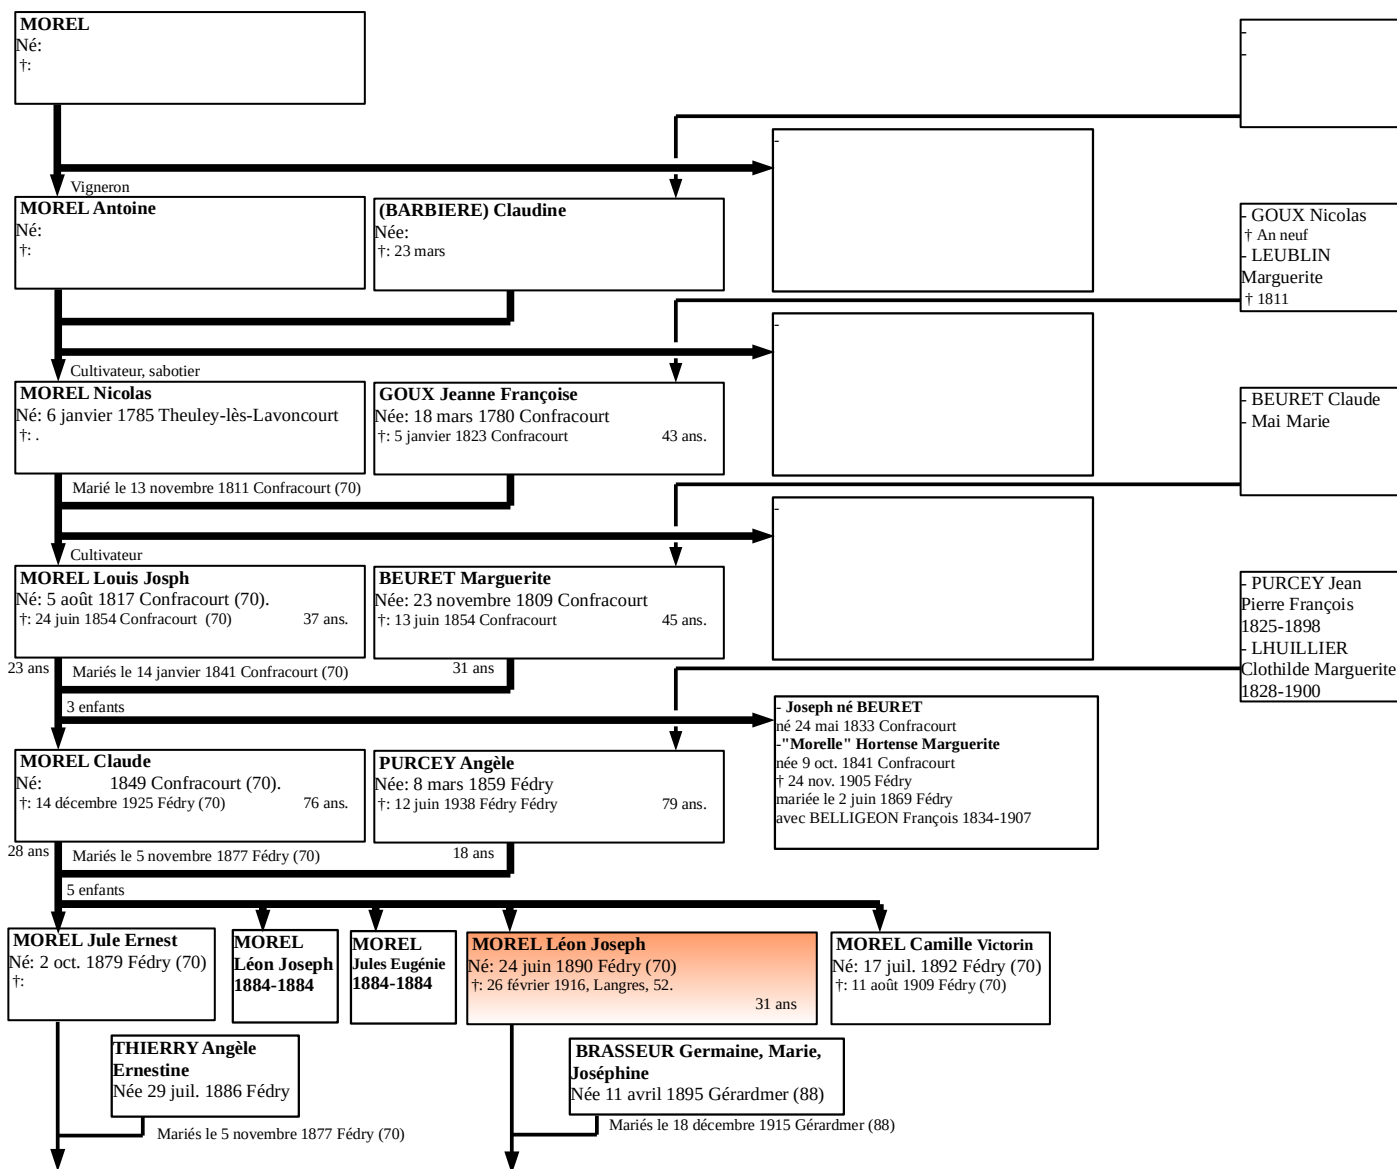 MOREL
Né:
†:
-
-
-
Vigneron
MOREL Antoine
Né:
†:
(BARBIERE) Claudine
Née:
†: 23 mars
- GOUX Nicolas
† An neuf
- LEUBLIN
Marguerite
† 1811
-
Cultivateur, sabotier
MOREL Nicolas
Né: 6 janvier 1785 Theuley-lès-Lavoncourt
†: .
GOUX Jeanne Françoise
Née: 18 mars 1780 Confracourt
†: 5 janvier 1823 Confracourt 43 ans.
- BEURET Claude
- Mai Marie
Marié le 13 novembre 1811 Confracourt (70)
-
Cultivateur
MOREL Louis Josph
Né: 5 août 1817 Confracourt (70).
†: 24 juin 1854 Confracourt (70) 37 ans.
BEURET Marguerite
Née: 23 novembre 1809 Confracourt
†: 13 juin 1854 Confracourt 45 ans.
- PURCEY Jean
Pierre François
1825-1898
- LHUILLIER
Clothilde Marguerite
1828-1900
23 ans
Mariés le 14 janvier 1841 Confracourt (70)
31 ans
3 enfants
- Joseph né BEURET
né 24 mai 1833 Confracourt
-"Morelle" Hortense Marguerite
née 9 oct. 1841 Confracourt
† 24 nov. 1905 Fédry
mariée le 2 juin 1869 Fédry
avec BELLIGEON François 1834-1907
MOREL Claude
Né: 1849 Confracourt (70).
†: 14 décembre 1925 Fédry (70) 76 ans.
PURCEY Angèle
Née: 8 mars 1859 Fédry
†: 12 juin 1938 Fédry Fédry 79 ans.
28 ans
Mariés le 5 novembre 1877 Fédry (70)
18 ans
5 enfants
MOREL Jule Ernest
Né: 2 oct. 1879 Fédry (70)
†:
MOREL
Léon Joseph
1884-1884
MOREL
Jules Eugénie
1884-1884
MOREL Léon Joseph
Né: 24 juin 1890 Fédry (70)
†: 26 février 1916, Langres, 52.
31 ans
MOREL Camille Victorin
Né: 17 juil. 1892 Fédry (70)
†: 11 août 1909 Fédry (70)
THIERRY Angèle
Ernestine
Née 29 juil. 1886 Fédry
BRASSEUR Germaine, Marie,
Joséphine
Née 11 avril 1895 Gérardmer (88)
Mariés le 5 novembre 1877 Fédry (70)
Mariés le 18 décembre 1915 Gérardmer (88)